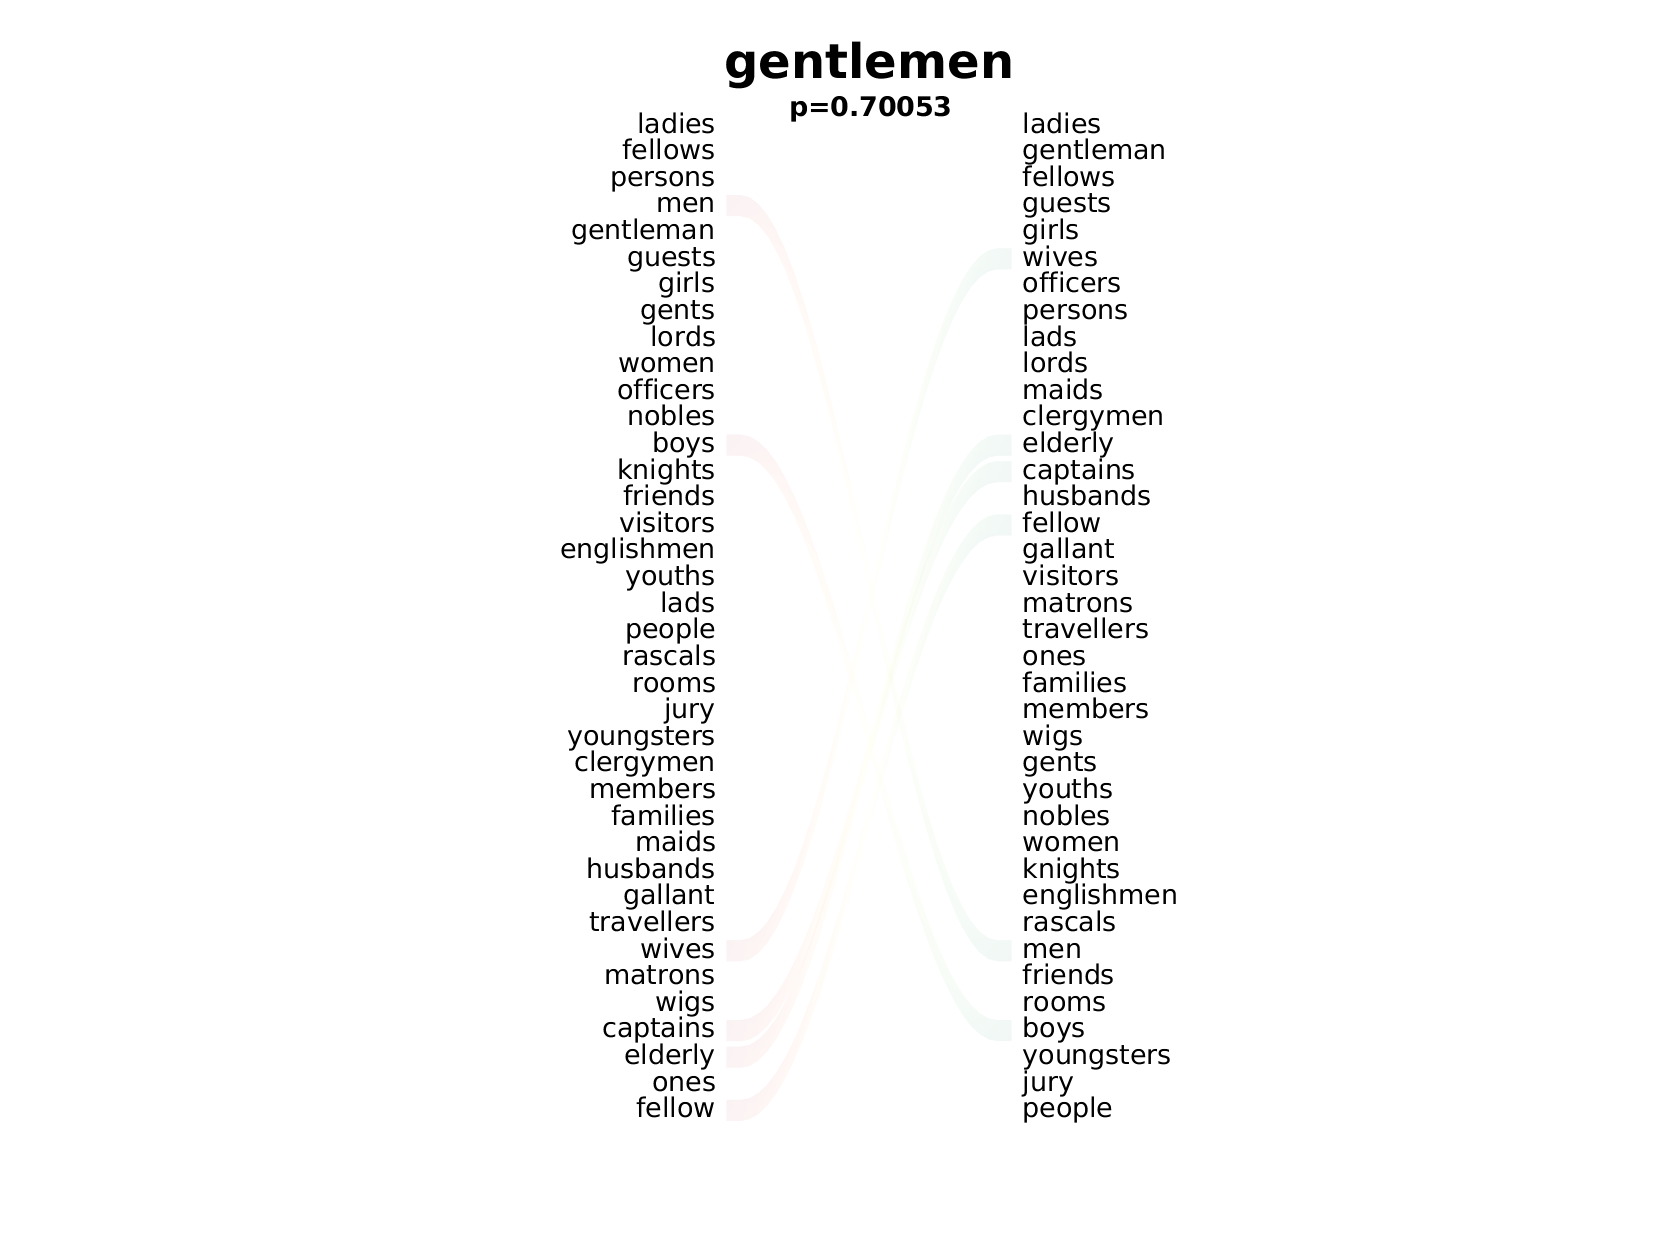 gentlemen
p=0.70053
ladies ladies
fellows gentleman
persons fellows
men guests
gentleman girls
guests wives
girls officers
gents persons
lords lads
women lords
officers maids
nobles clergymen
boys elderly
knights captains
friends husbands
visitors fellow
englishmen gallant
youths visitors
lads matrons
people travellers
rascals ones
rooms families
jury members
youngsters wigs
clergymen gents
members youths
families nobles
maids women
husbands knights
gallant englishmen
travellers rascals
wives men
matrons friends
wigs rooms
captains boys
elderly youngsters
ones jury
fellow people